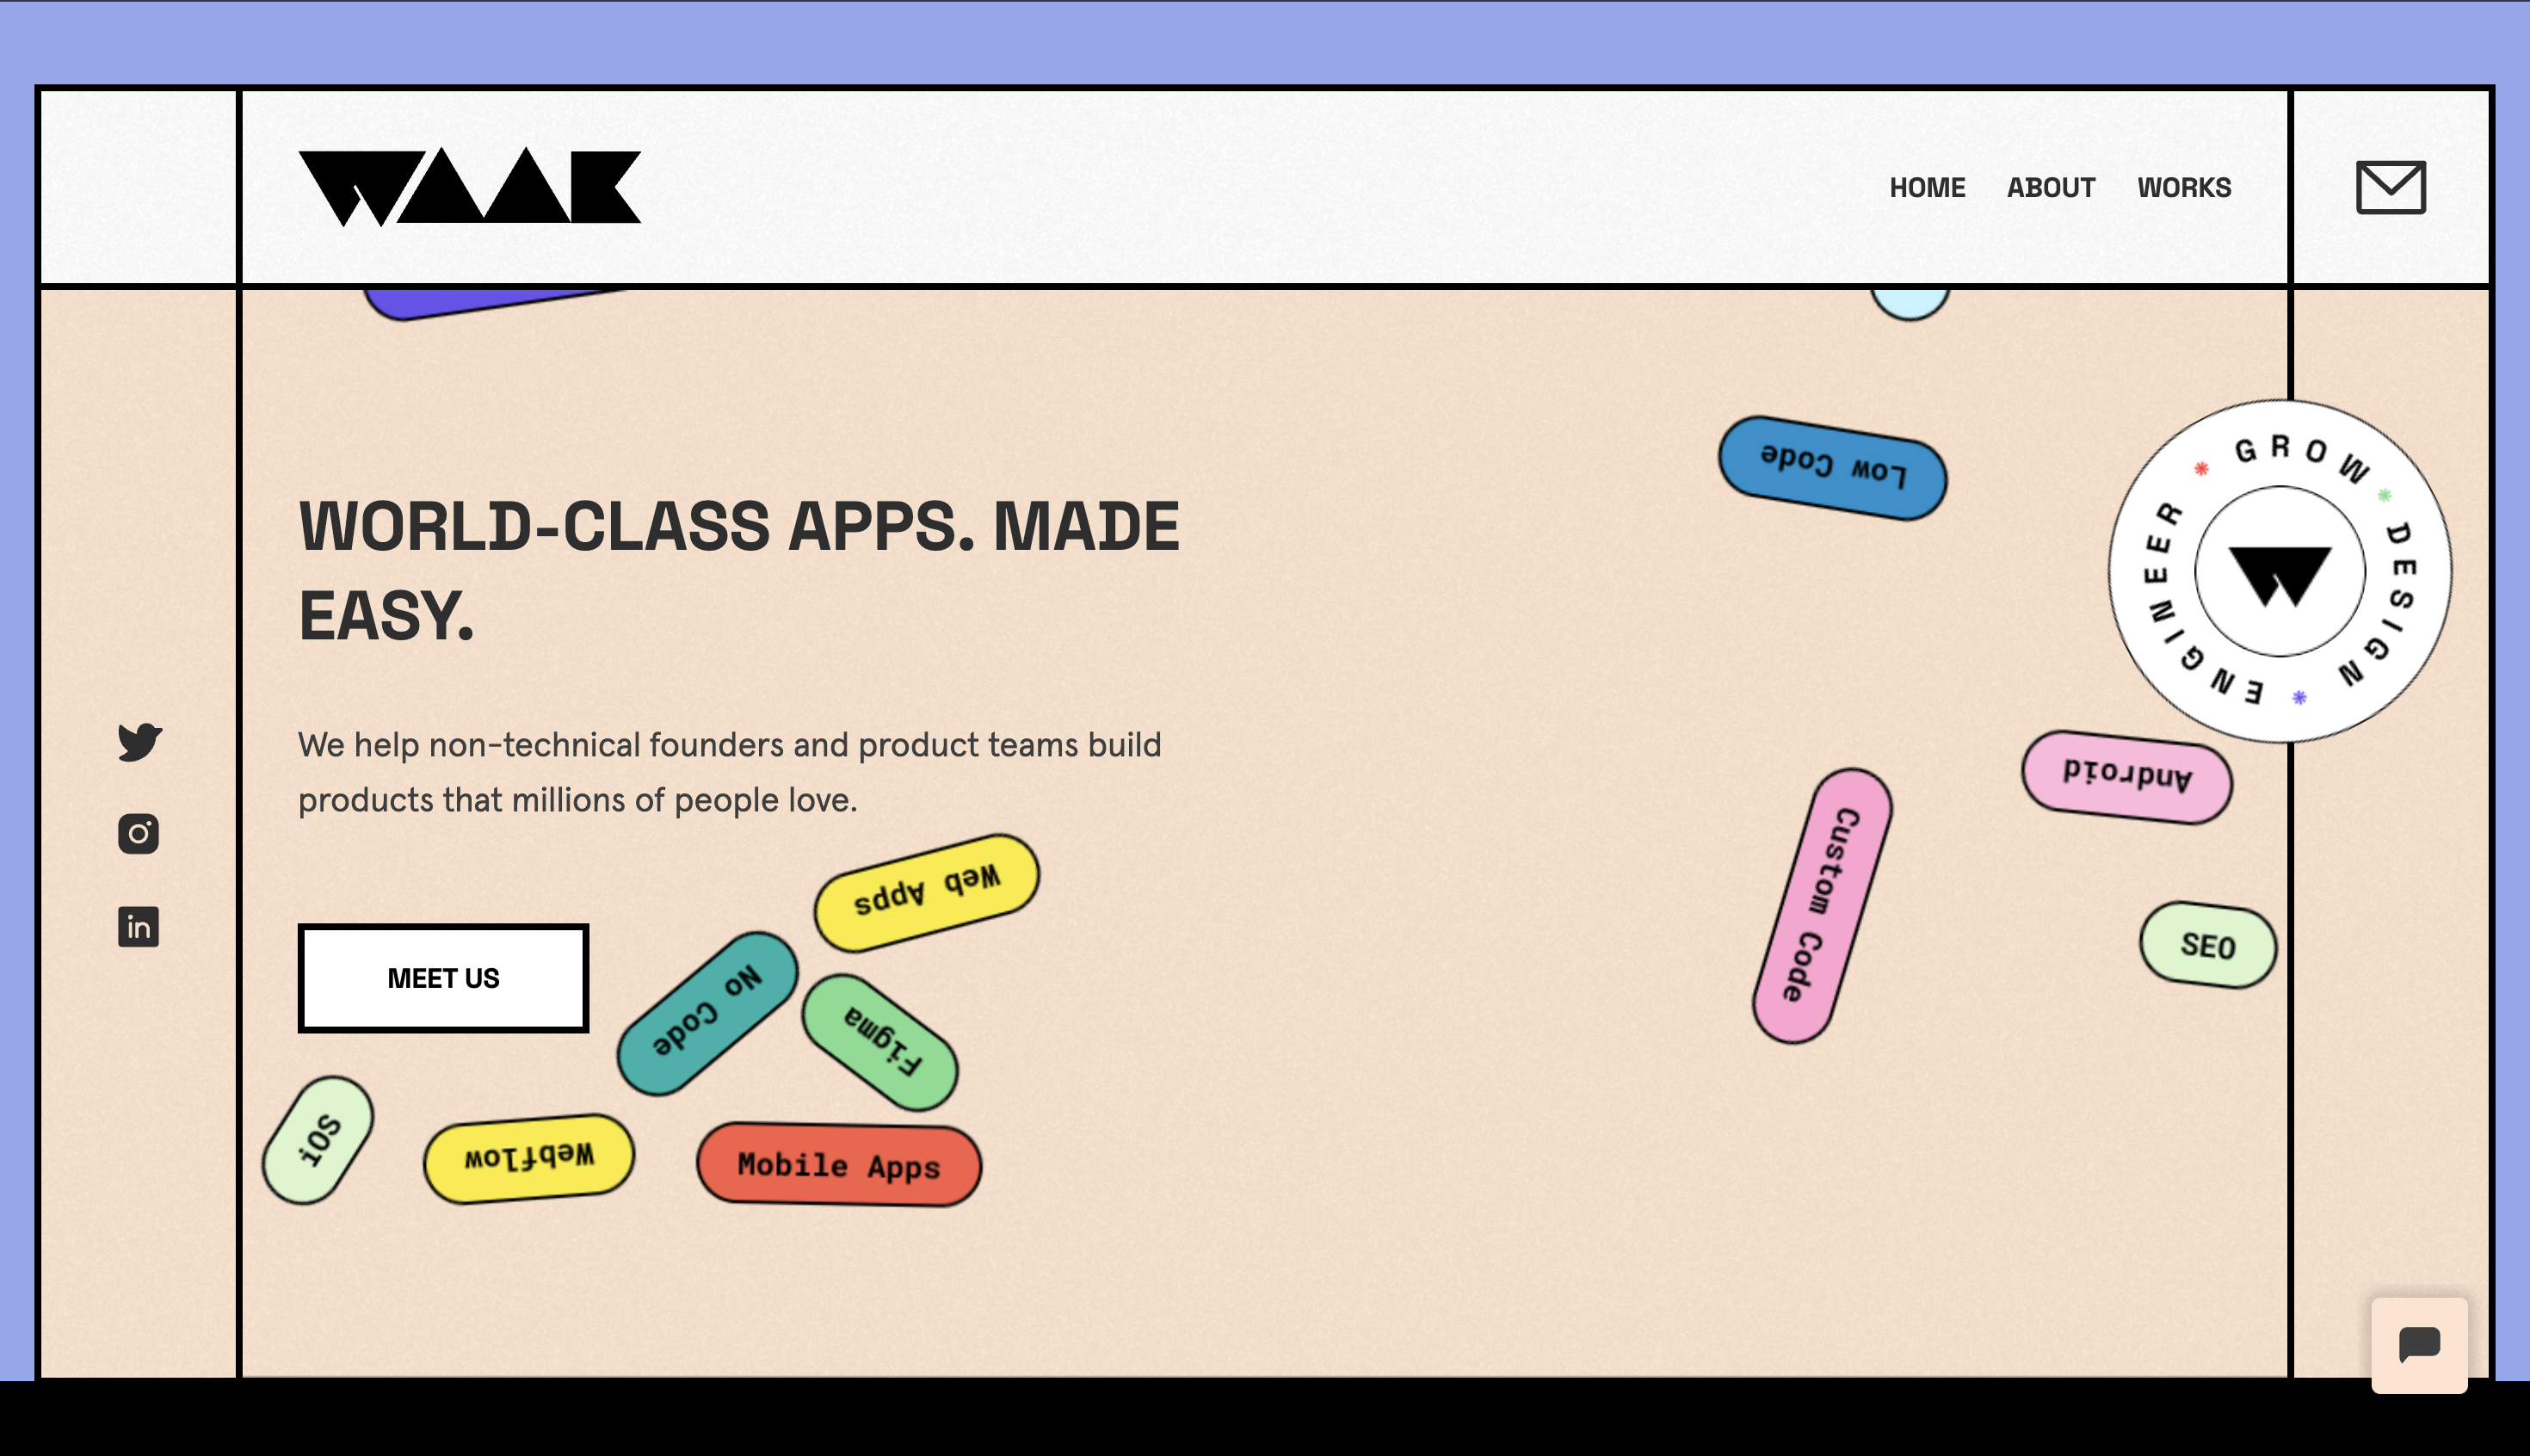 WAAK
HOME ABOUT WORKS
Low Code
GROW * DESIGN * ENGINEER *
WORLD-CLASS APPS. MADE
EASY.
We help non-technical founders and product teams build
products that millions of people love.
Android
Custom Code
Web Apps
SEO
MEET US
No Code
Figma
iOS
Webflow
Mobile Apps
in
W